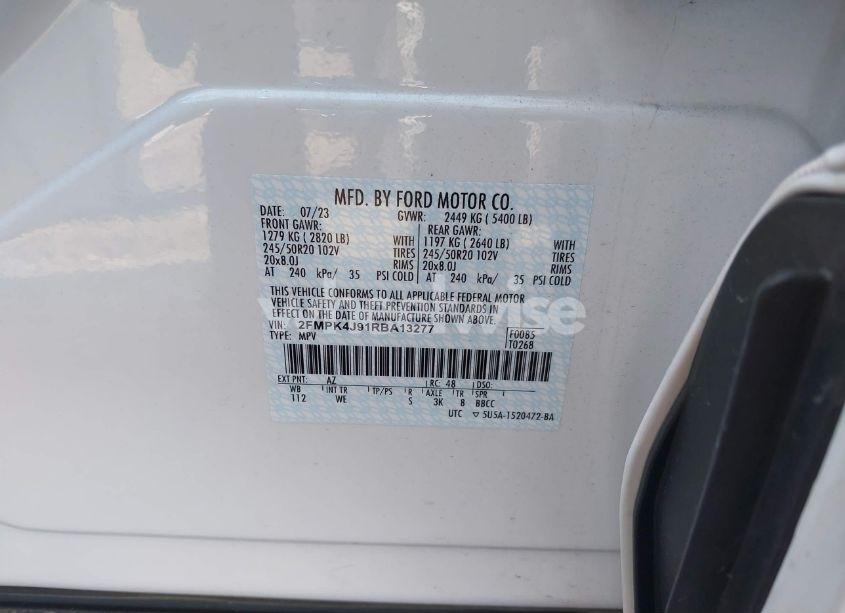 MFD. BY FORD MOTOR CO.
DATE: 07/23 GVWR: 2449 KG ( 5400 LB)
FRONT GAWR: REAR GAWR:
1279 KG ( 2820 LB) WITH 1197 KG ( 2640 LB) WITH
245/50R20 102V TIRES 245/50R20 102V TIRES
20x8.0J RIMS 20x8.0J RIMS
AT 240 kPa/ 35 PSI COLD AT 240 kPa/ 35 PSI COLD
THIS VEHICLE CONFORMS TO ALL APPLICABLE FEDERAL MOTOR
VEHICLE SAFETY AND THEFT PREVENTION STANDARDS IN
EFFECT ON THE DATE OF MANUFACTURE SHOWN ABOVE.
VIN: 2FMPK4J91RBA13277 F0085
TYPE: MPV T0268
EXT PNT: AZ RC: 48 DSO:
WB INT TR TP/PS R AXLE TR SPR
112 WE S 3K B BBCC
UTC ▽ 5U5A-1520472-BA